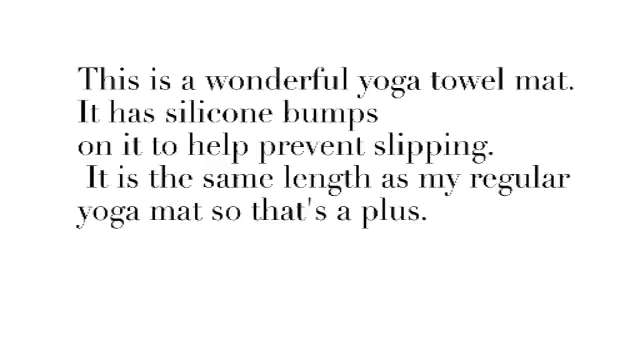 This is a wonderful yoga towel mat.
It has silicone bumps
on it to help prevent slipping.
It is the same length as my regular
yoga mat so that's a plus.